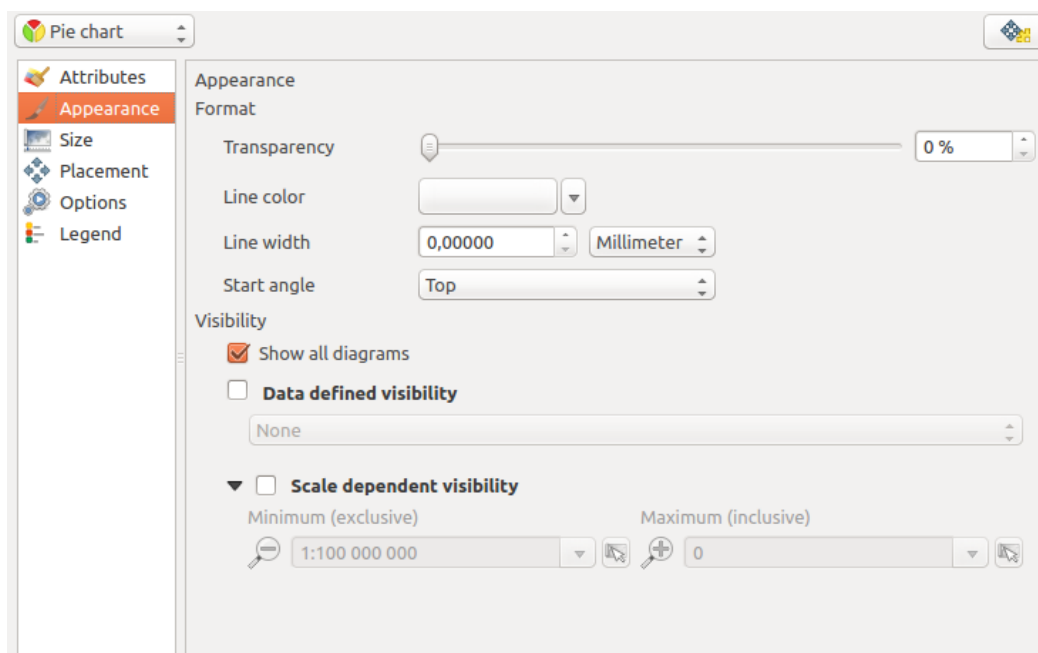 Pie chart
Attributes
Appearance
Size
Placement
Options
Legend
Appearance
Format
Transparency
0 %
Line color
Line width
0,00000
Millimeter
Start angle
Top
Visibility
Show all diagrams
Data defined visibility
None
Scale dependent visibility
Minimum (exclusive)
Maximum (inclusive)
1:100 000 000
0